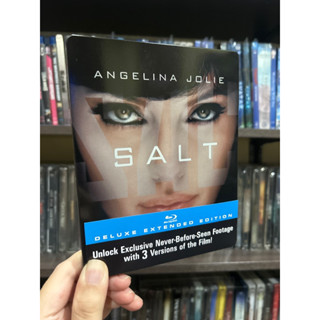 ANGELINA JOLIE
SALT
DELUXE EXTENDED EDITION
Unlock Exclusive Never-Before-Seen Footage
with 3 Versions of the Film!